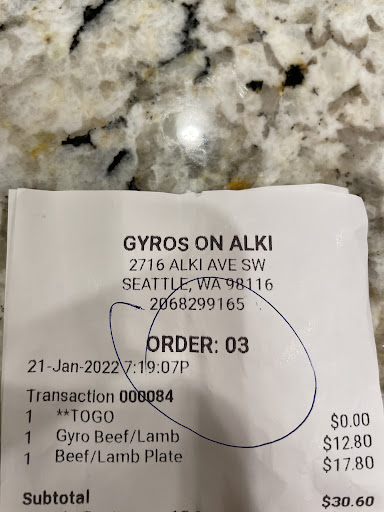 GYROS ON ALKI
2716 ALKI AVE SW
SEATTLE, WA 98116
2068299165
ORDER: 03
21-Jan-2022 7:19:07P
Transaction 000084
1 **TOGO $0.00
1 Gyro Beef/Lamb $12.80
1 Beef/Lamb Plate $17.80
Subtotal $30.60